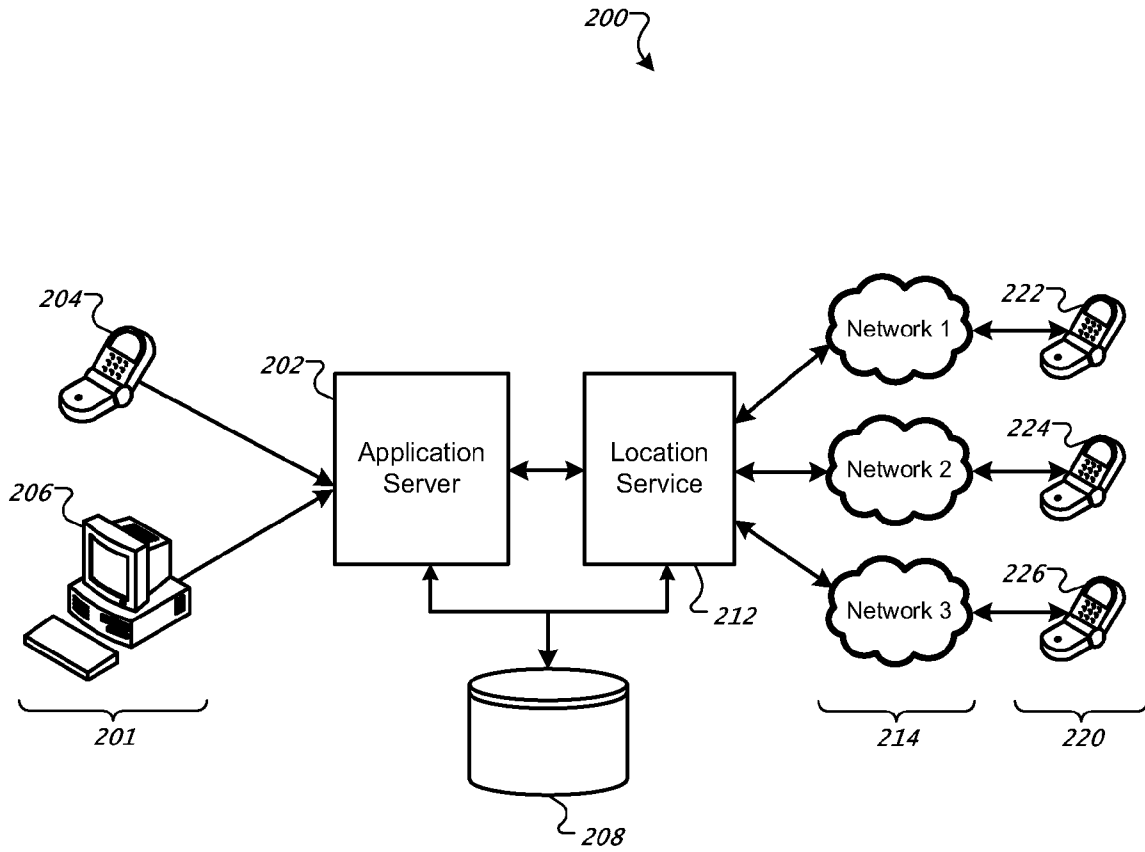 200
204
202
206
Application
Server
Location
Service
212
Network 1
Network 2
Network 3
222
224
226
201
208
214
220